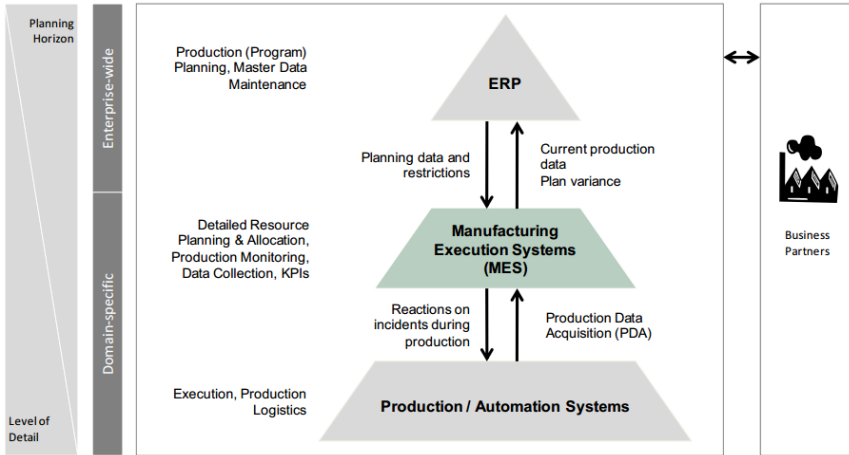 Planning
Horizon
Level of
Detail
Enterprise-wide
Domain-specific
Production (Program)
Planning, Master Data
Maintenance
ERP
Planning data and
restrictions
Current production
data
Plan variance
Detailed Resource
Planning & Allocation,
Production Monitoring,
Data Collection, KPIs
Manufacturing
Execution Systems
(MES)
Reactions on
incidents during
production
Production Data
Acquisition (PDA)
Execution, Production
Logistics
Production / Automation Systems
Business
Partners